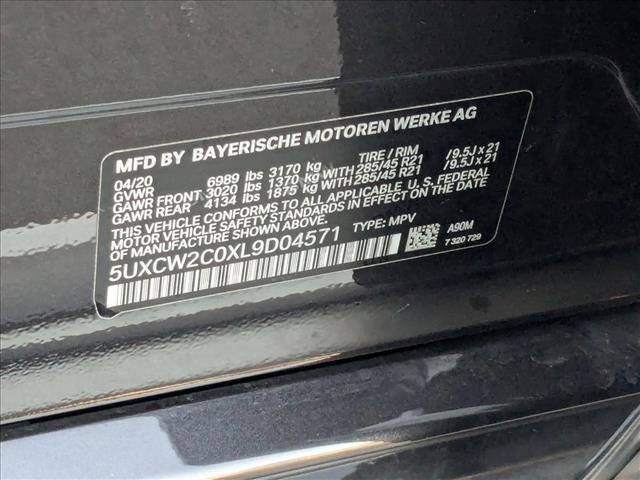 MFD BY BAYERISCHE MOTOREN WERKE AG
04/20 6989 lbs 3170 kg TIRE / RIM
GVWR
GAWR FRONT 3020 lbs 1370 kg WITH 285/45 R21 /9.5J x 21
GAWR REAR 4134 lbs 1875 kg WITH 285/45 R21 /9.5J x 21
THIS VEHICLE CONFORMS TO ALL APPLICABLE U. S. FEDERAL
MOTOR VEHICLE SAFETY STANDARDS IN EFFECT ON THE DATE
OF MANUFACTURE SHOWN ABOVE.
5UXCW2C0XL9D04571 TYPE: MPV
A90M
7 320 729